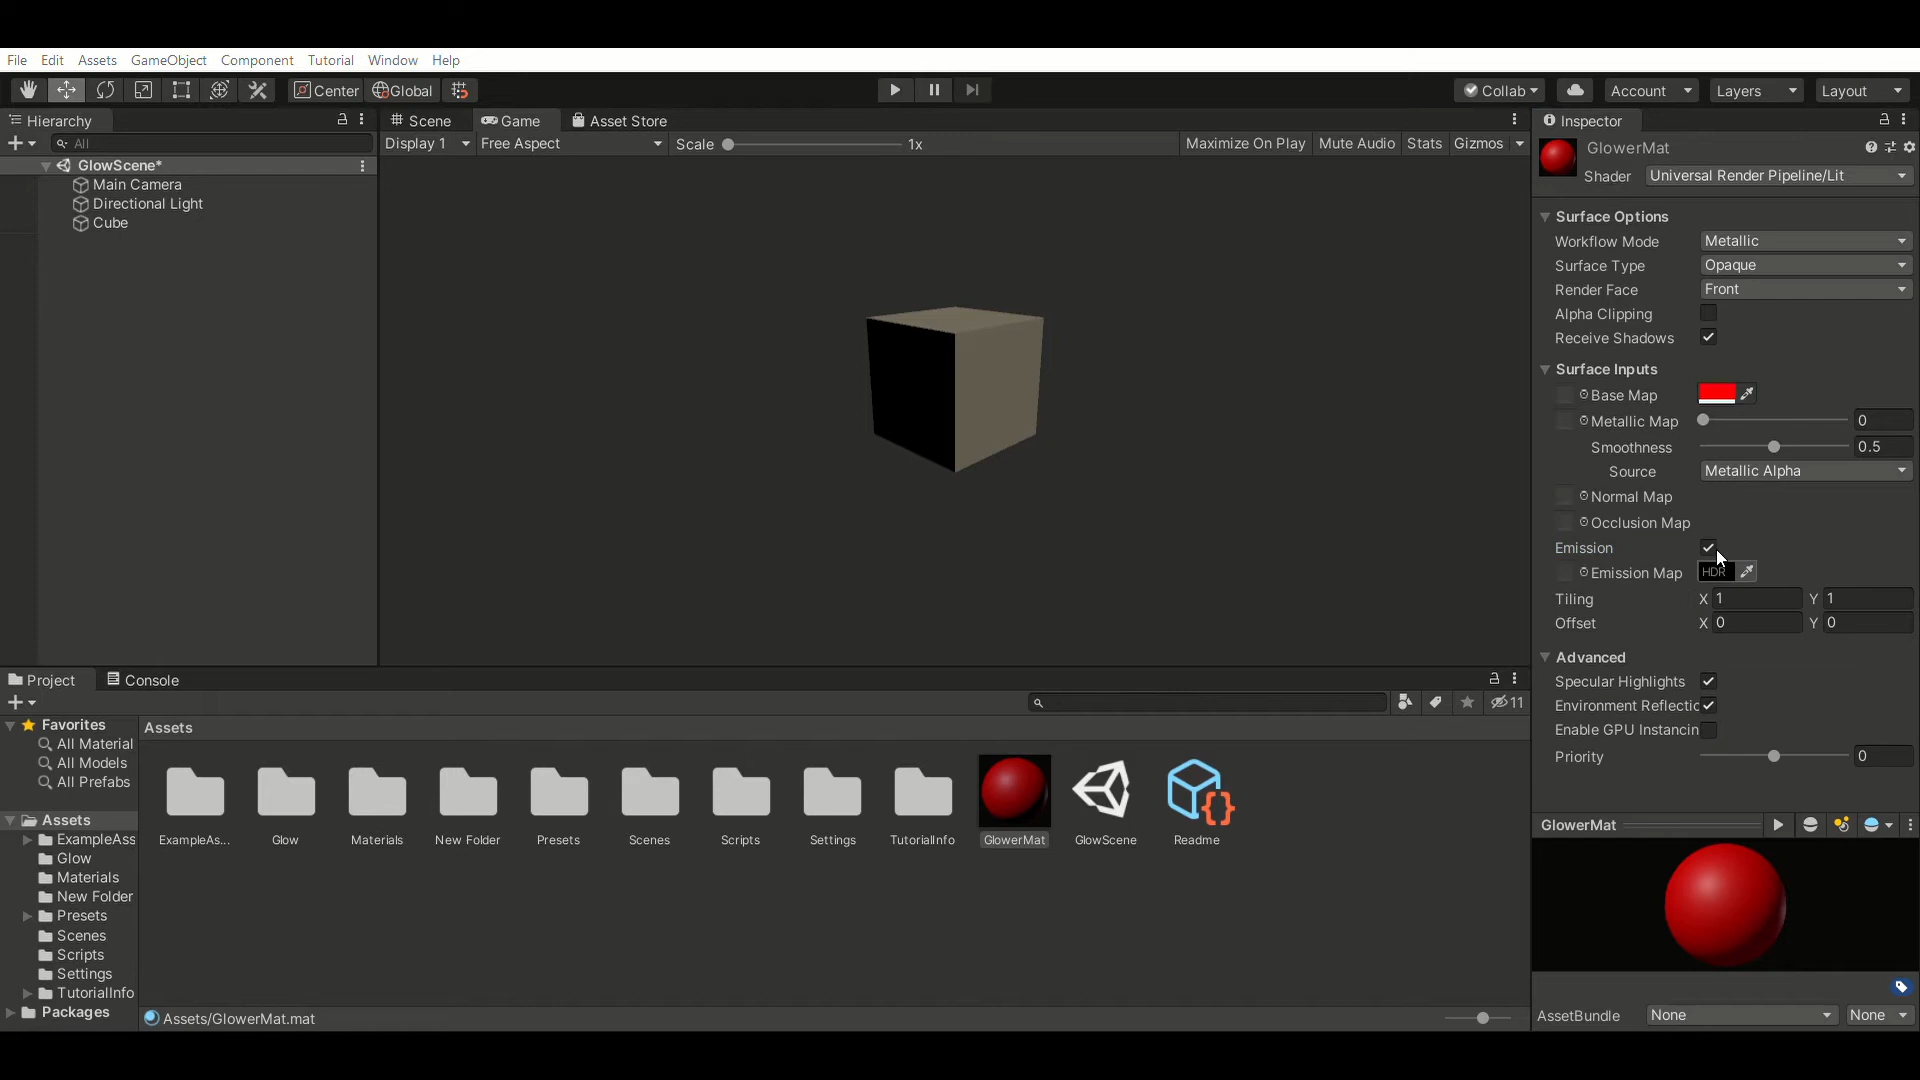 File Edit Assets GameObject Component Tutorial Window Help
Center Global Collab Account Layers Layout
Hierarchy
All
GlowScene*
Main Camera
Directional Light
Cube
Scene Game Asset Store
Display 1 Free Aspect Scale 1x Maximize On Play Mute Audio Stats Gizmos
Inspector
GlowerMat
Shader Universal Render Pipeline/Lit
Surface Options
Workflow Mode Metallic
Surface Type Opaque
Render Face Front
Alpha Clipping
Receive Shadows
Surface Inputs
Base Map
Metallic Map 0
Smoothness 0.5
Source Metallic Alpha
Normal Map
Occlusion Map
Emission
Emission Map HDR
Tiling X 1 Y 1
Offset X 0 Y 0
Advanced
Specular Highlights
Environment Reflectic
Enable GPU Instancin
Priority 0
GlowerMat
AssetBundle None None
Project Console
11
Favorites
All Material
All Models
All Prefabs
Assets
ExampleAss
Glow
Materials
New Folder
Presets
Scenes
Scripts
Settings
TutorialInfo
Packages
Assets
ExampleAs... Glow Materials New Folder Presets Scenes Scripts Settings TutorialInfo GlowerMat GlowScene Readme
Assets/GlowerMat.mat